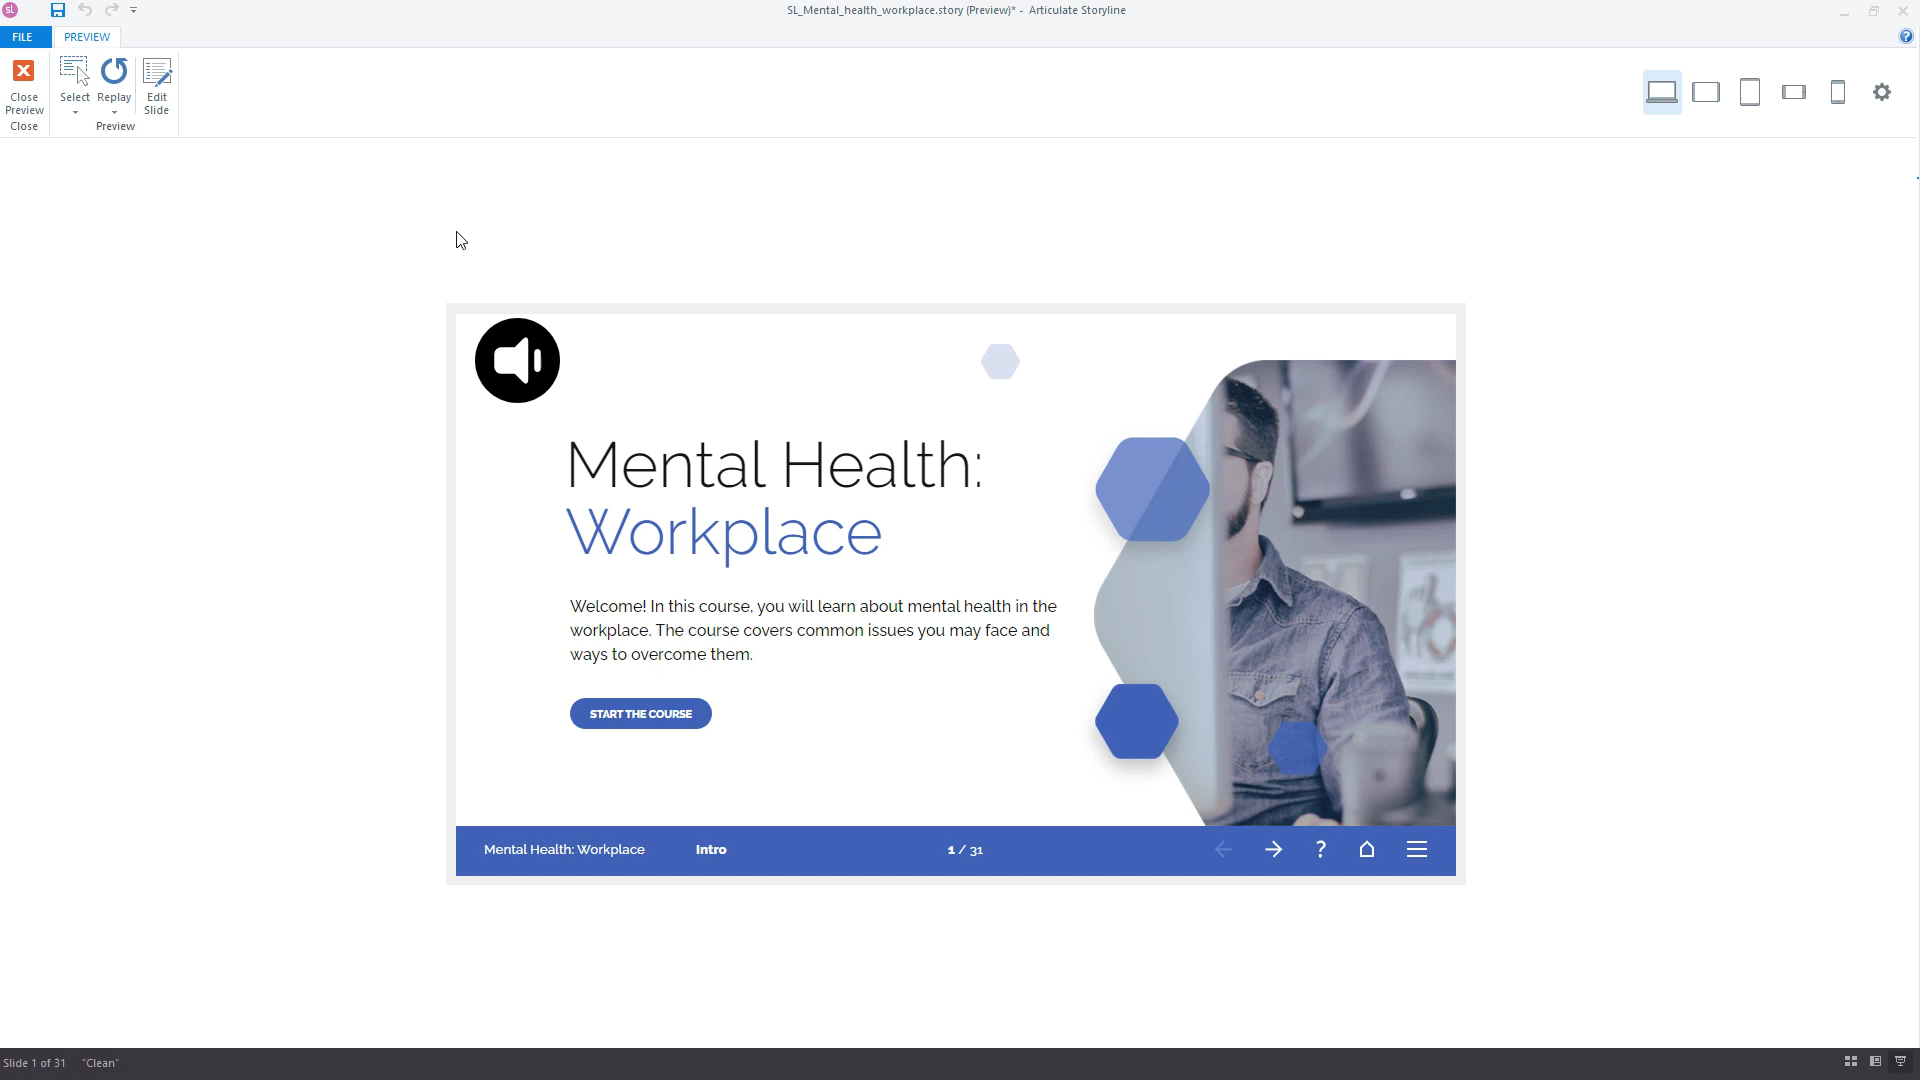 SL
SL_Mental_health_workplace.story (Preview)* - Articulate Storyline
FILE
PREVIEW
?
Close Preview
Select
Replay
Edit Slide
Close
Preview
Mental Health:
Workplace
Welcome! In this course, you will learn about mental health in the
workplace. The course covers common issues you may face and
ways to overcome them.
START THE COURSE
Mental Health: Workplace
Intro
1 / 31
?
Slide 1 of 31
"Clean"